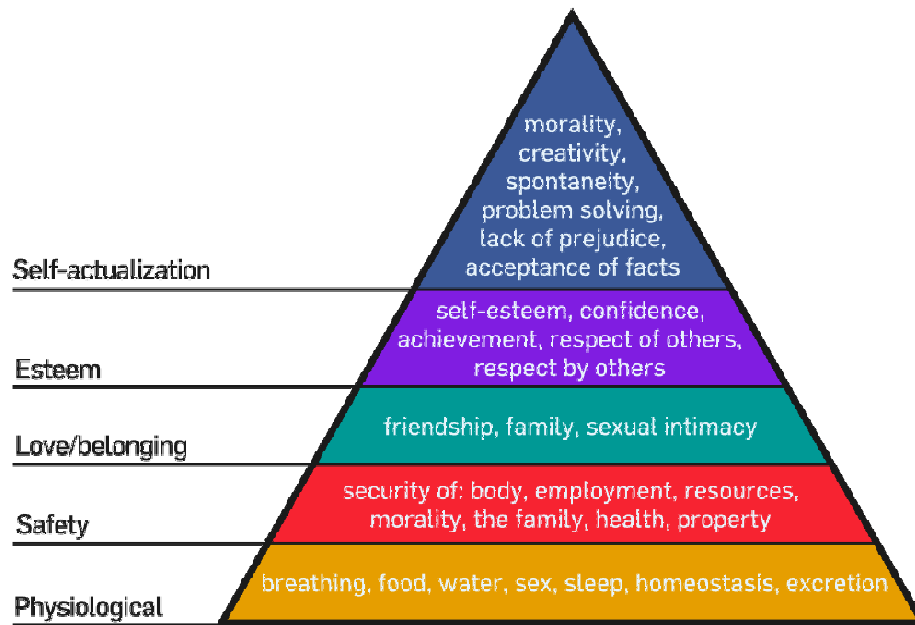 morality,
creativity,
spontaneity,
problem solving,
lack of prejudice,
acceptance of facts
Self-actualization
self-esteem, confidence,
achievement, respect of others,
respect by others
Esteem
friendship, family, sexual intimacy
Love/belonging
security of: body, employment, resources,
morality, the family, health, property
Safety
breathing, food, water, sex, sleep, homeostasis, excretion
Physiological